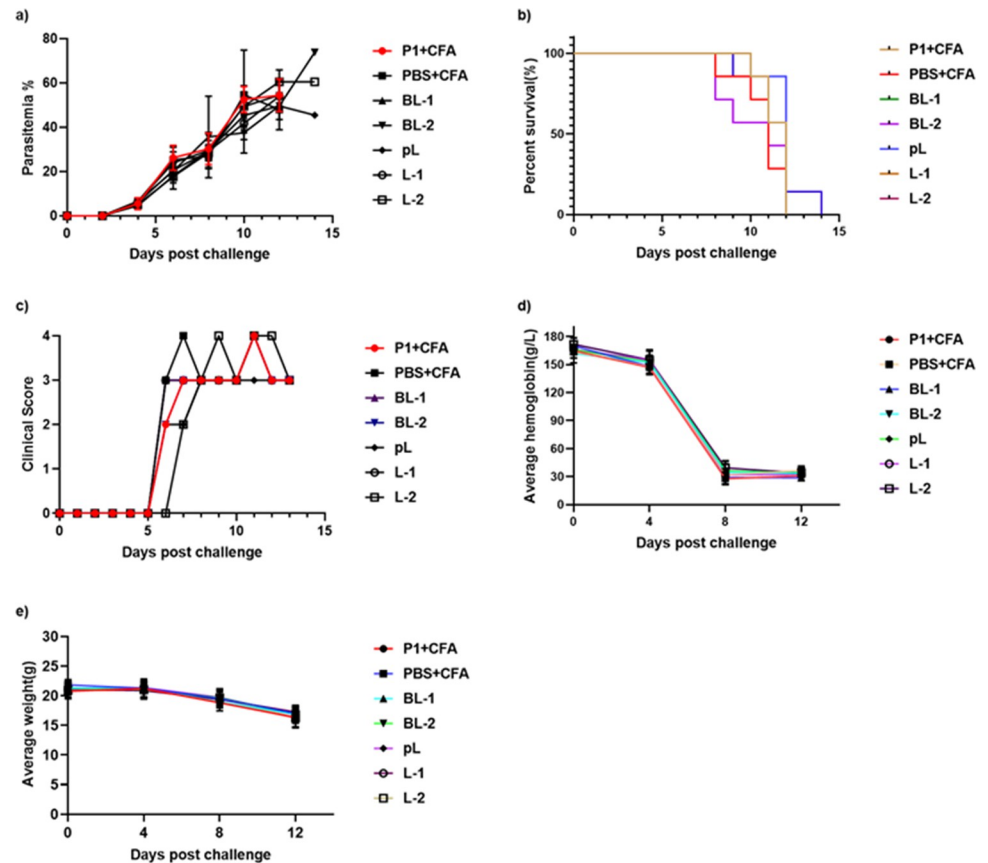 a)
Parasitemia %
80
60
40
20
0
0 5 10 15
Days post challenge
P1+CFA
PBS+CFA
BL-1
BL-2
pL
L-1
L-2
b)
Percent survival(%)
100
50
0
0 5 10 15
Days post challenge
P1+CFA
PBS+CFA
BL-1
BL-2
pL
L-1
L-2
c)
Clinical Score
4
3
2
1
0
0 5 10 15
Days post challenge
P1+CFA
PBS+CFA
BL-1
BL-2
pL
L-1
L-2
d)
Average hemoglobin(g/L)
180
150
120
90
60
30
0
0 4 8 12
Days post challenge
P1+CFA
PBS+CFA
BL-1
BL-2
pL
L-1
L-2
e)
Average weight(g)
30
25
20
15
10
5
0
0 4 8 12
Days post challenge
P1+CFA
PBS+CFA
BL-1
BL-2
pL
L-1
L-2